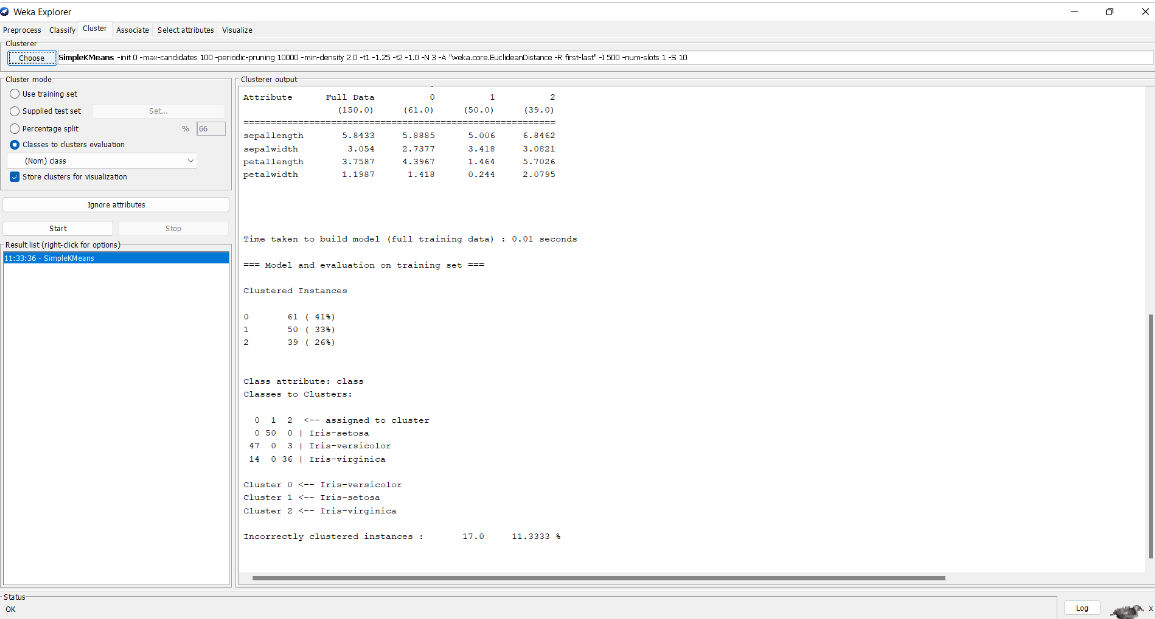 Weka Explorer
Preprocess Classify Cluster Associate Select attributes Visualize
Clusterer
Choose SimpleKMeans -init 0 -max-candidates 100 -periodic-pruning 10000 -min-density 2.0 -t1 -1.25 -t2 -1.0 -N 3 -A "weka.core.EuclideanDistance -R first-last" -I 500 -num-slots 1 -S 10
Cluster mode
Use training set
Supplied test set Set...
Percentage split % 66
Classes to clusters evaluation
(Nom) class
Store clusters for visualization
Ignore attributes
Start Stop
Result list (right-click for options)
11:33:36 - SimpleKMeans
Clusterer output
Attribute Full Data 0 1 2
(150.0) (61.0) (50.0) (39.0)
==========================================================
sepallength 5.8433 5.8885 5.006 6.8462
sepalwidth 3.054 2.7377 3.418 3.0821
petallength 3.7587 4.3967 1.464 5.7026
petalwidth 1.1987 1.418 0.244 2.0795
Time taken to build model (full training data) : 0.01 seconds
=== Model and evaluation on training set ===
Clustered Instances
0 61 ( 41%)
1 50 ( 33%)
2 39 ( 26%)
Class attribute: class
Classes to Clusters:
0 1 2 <-- assigned to cluster
0 50 0 | Iris-setosa
47 0 3 | Iris-versicolor
14 0 36 | Iris-virginica
Cluster 0 <-- Iris-versicolor
Cluster 1 <-- Iris-setosa
Cluster 2 <-- Iris-virginica
Incorrectly clustered instances : 17.0 11.3333 %
Status
OK
Log
x